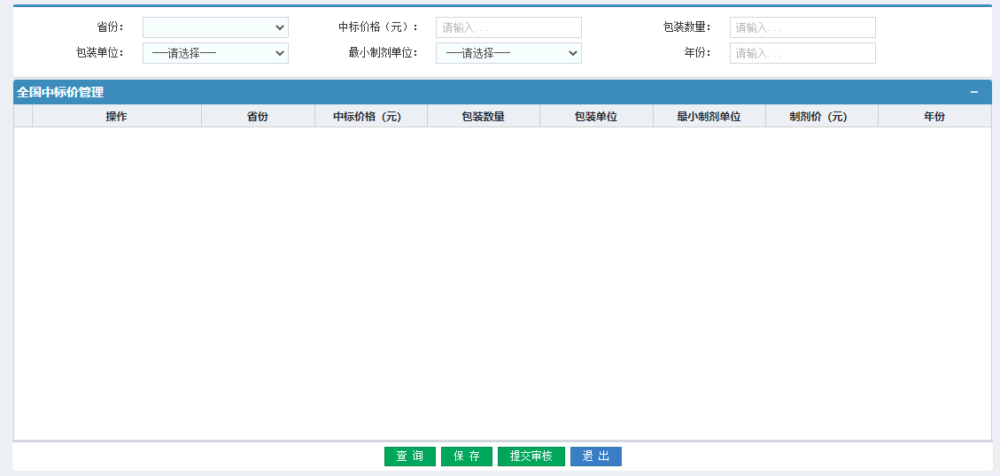 省份： 中标价格（元）： 请输入... 包装数量： 请输入...
包装单位： ──请选择── 最小制剂单位： ──请选择── 年份： 请输入...
全国中标价管理
操作 省份 中标价格（元） 包装数量 包装单位 最小制剂单位 制剂价（元） 年份
查 询 保 存 提交审核 退 出